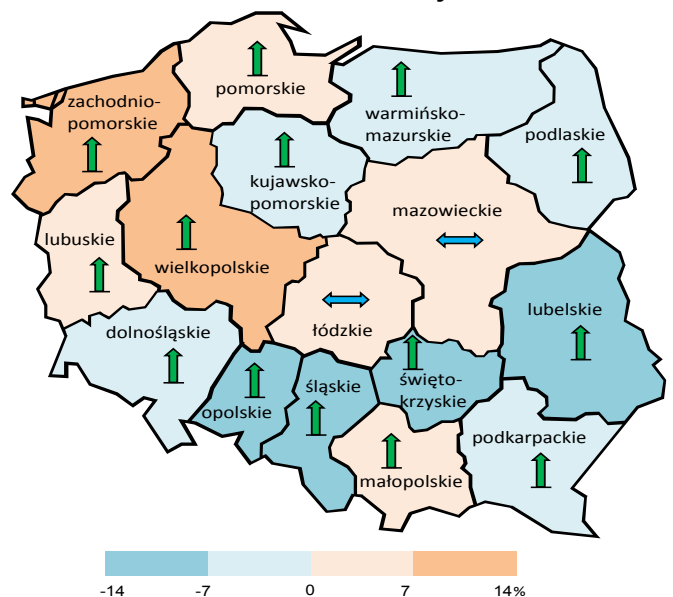 pomorskie
zachodnio-
pomorskie
warmińsko-
mazurskie
podlaskie
kujawsko-
pomorskie
mazowieckie
lubuskie
wielkopolskie
lubelskie
dolnośląskie
łódzkie
święto-
krzyskie
śląskie
opolskie
podkarpackie
małopolskie
-14 -7 0 7 14%